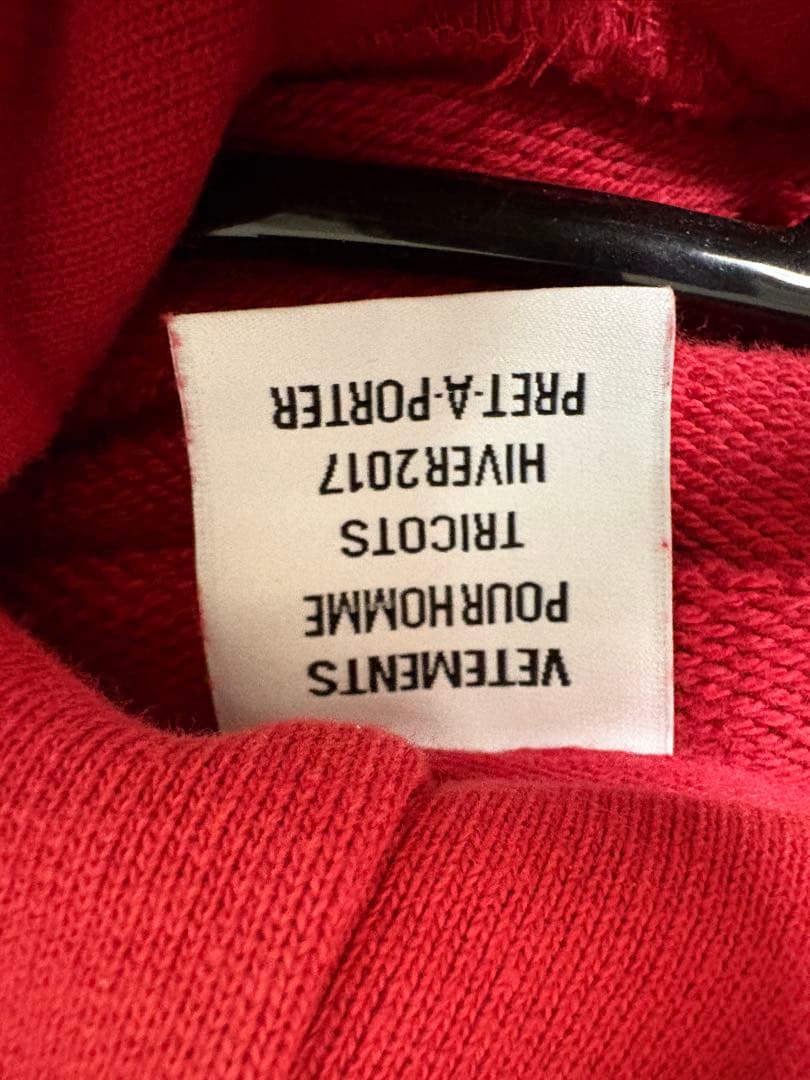 VETEMENTS
POUR HOMME
TRICOTS
HIVER 2017
PRET-A-PORTER